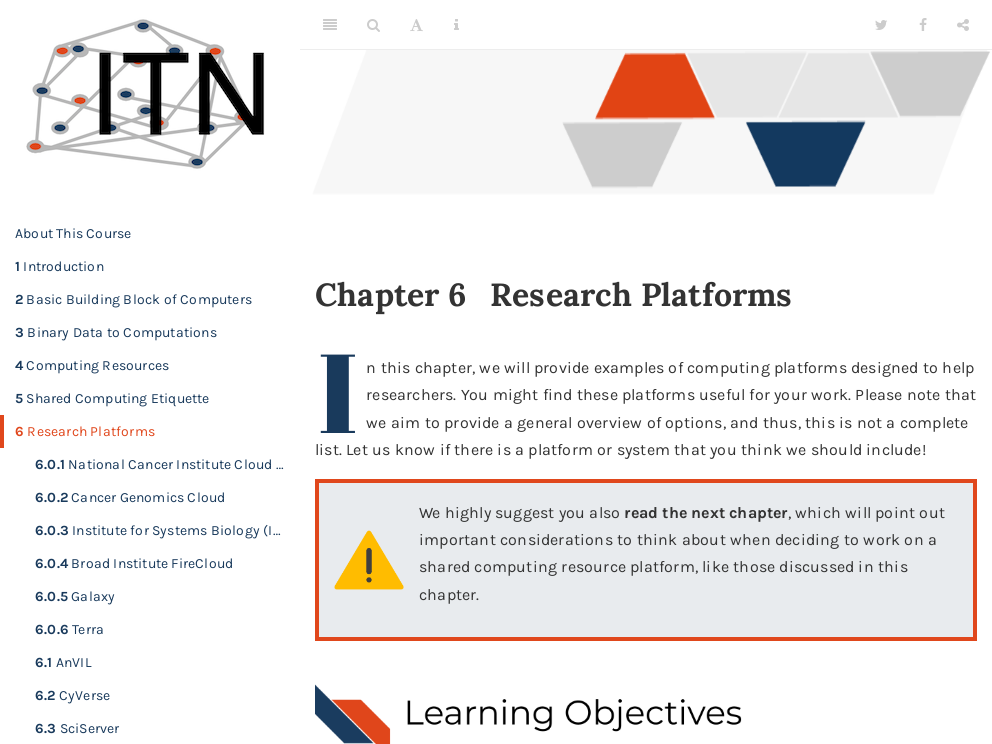 ITN
About This Course
1 Introduction
2 Basic Building Block of Computers
3 Binary Data to Computations
4 Computing Resources
5 Shared Computing Etiquette
6 Research Platforms
6.0.1 National Cancer Institute Cloud ...
6.0.2 Cancer Genomics Cloud
6.0.3 Institute for Systems Biology (I...
6.0.4 Broad Institute FireCloud
6.0.5 Galaxy
6.0.6 Terra
6.1 AnVIL
6.2 CyVerse
6.3 SciServer
Chapter 6 Research Platforms
In this chapter, we will provide examples of computing platforms designed to help
researchers. You might find these platforms useful for your work. Please note that
we aim to provide a general overview of options, and thus, this is not a complete
list. Let us know if there is a platform or system that you think we should include!
We highly suggest you also read the next chapter, which will point out
important considerations to think about when deciding to work on a
shared computing resource platform, like those discussed in this
chapter.
Learning Objectives